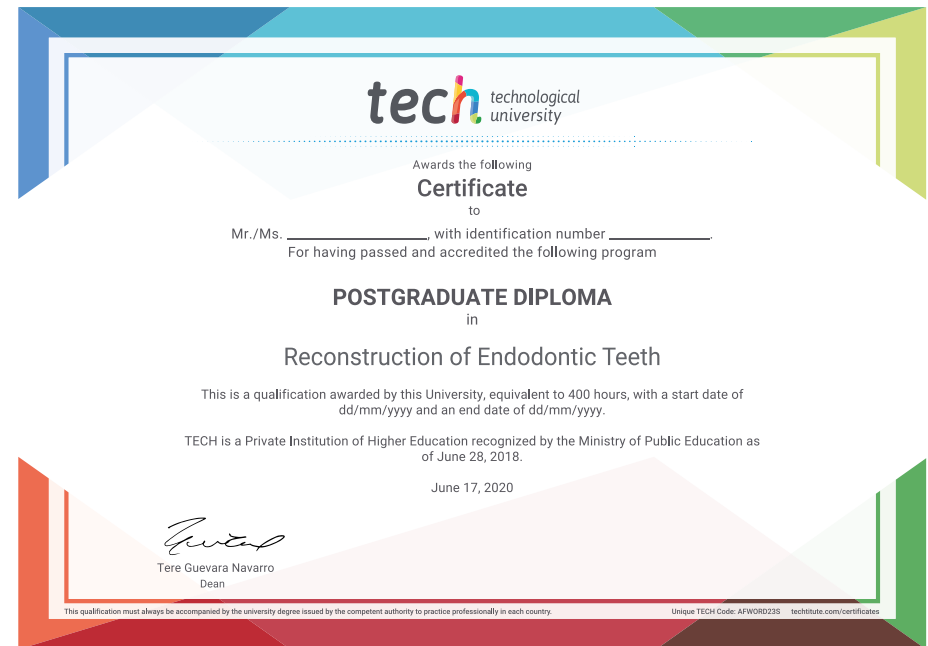 tech technological
university
Awards the following
Certificate
to
Mr./Ms. ____________________, with identification number ______________.
For having passed and accredited the following program
POSTGRADUATE DIPLOMA
in
Reconstruction of Endodontic Teeth
This is a qualification awarded by this University, equivalent to 400 hours, with a start date of
dd/mm/yyyy and an end date of dd/mm/yyyy.
TECH is a Private Institution of Higher Education recognized by the Ministry of Public Education as
of June 28, 2018.
June 17, 2020
Tere Guevara Navarro
Dean
This qualification must always be accompanied by the university degree issued by the competent authority to practice professionally in each country. Unique TECH Code: AFWORD23S techtitute.com/certificates